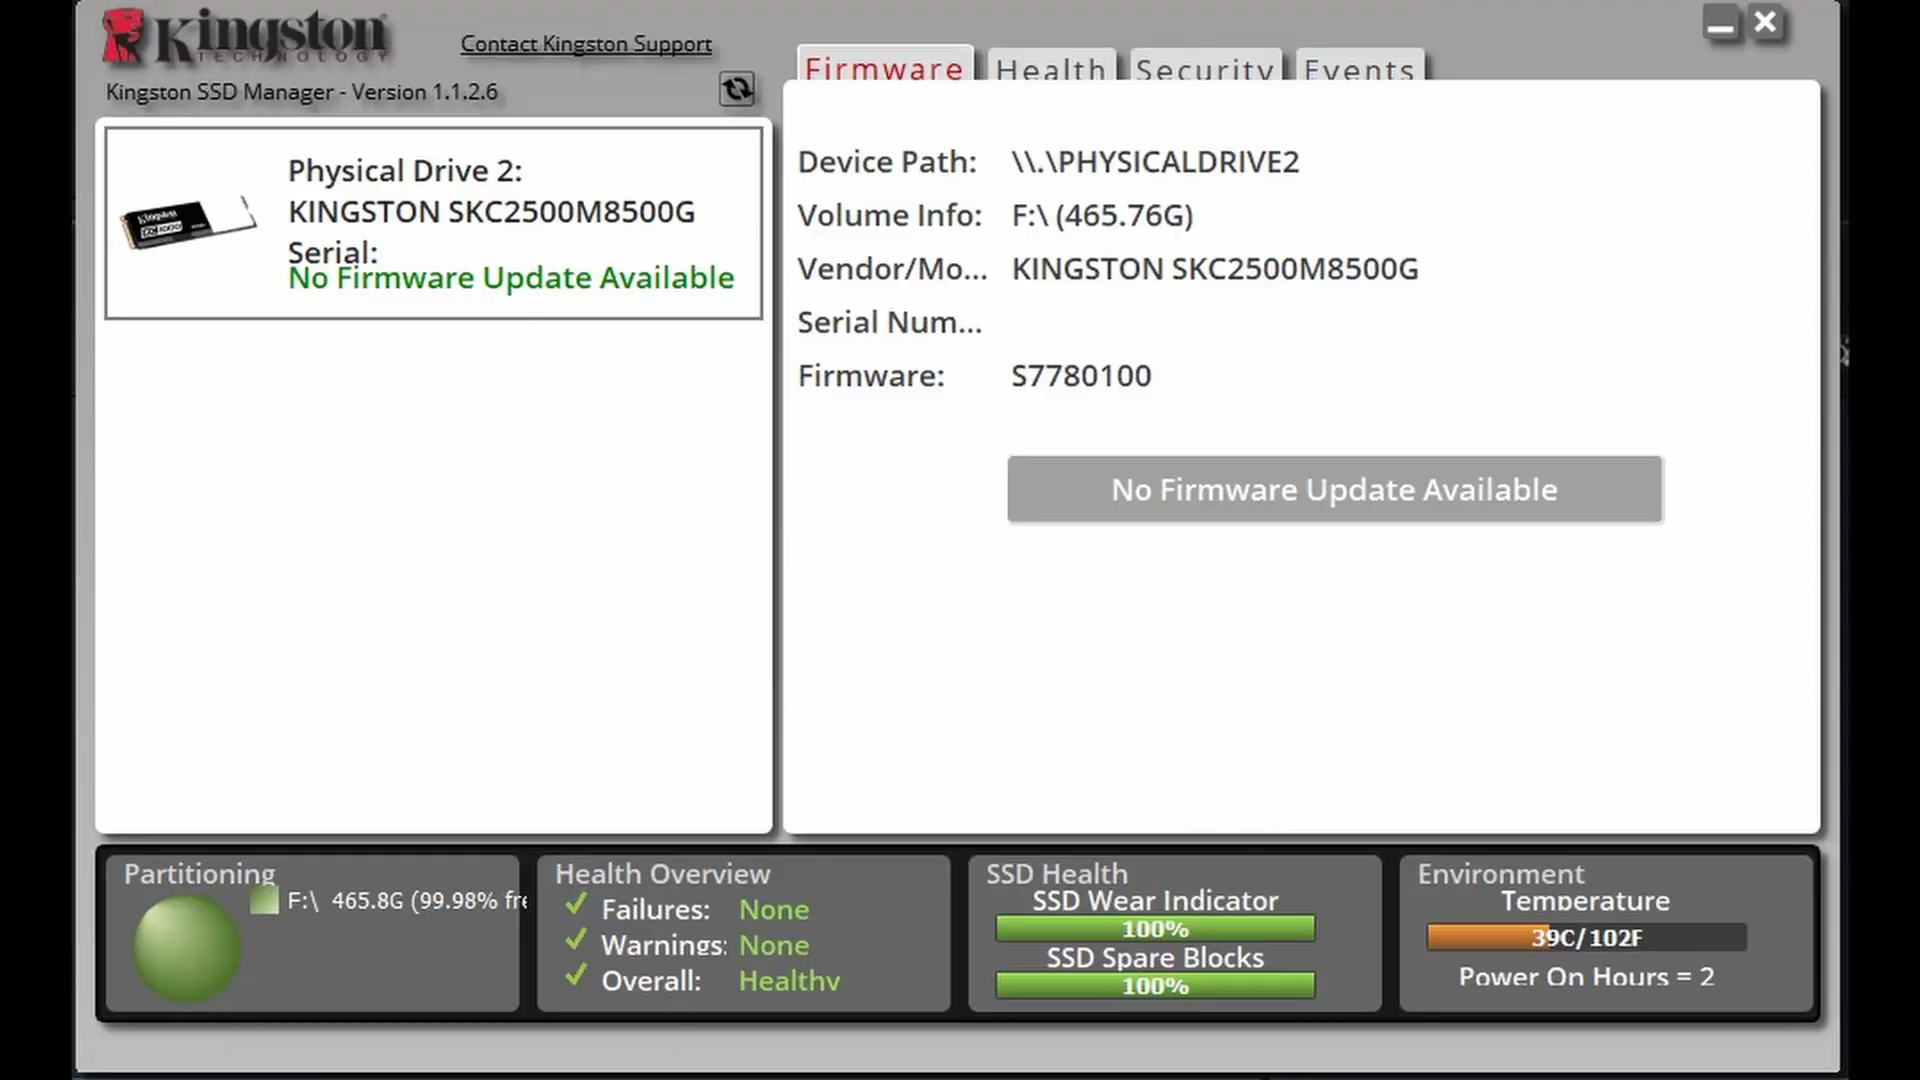 Kingston
TECHNOLOGY
Contact Kingston Support
Kingston SSD Manager - Version 1.1.2.6
Firmware
Health
Security
Events
Physical Drive 2:
KINGSTON SKC2500M8500G
Serial:
No Firmware Update Available
Device Path: \\.\PHYSICALDRIVE2
Volume Info: F:\ (465.76G)
Vendor/Mo... KINGSTON SKC2500M8500G
Serial Num...
Firmware: S7780100
No Firmware Update Available
Partitioning
F:\ 465.8G (99.98% fre
Health Overview
Failures: None
Warnings: None
Overall: Healthy
SSD Health
SSD Wear Indicator
100%
SSD Spare Blocks
100%
Environment
Temperature
39C/102F
Power On Hours = 2